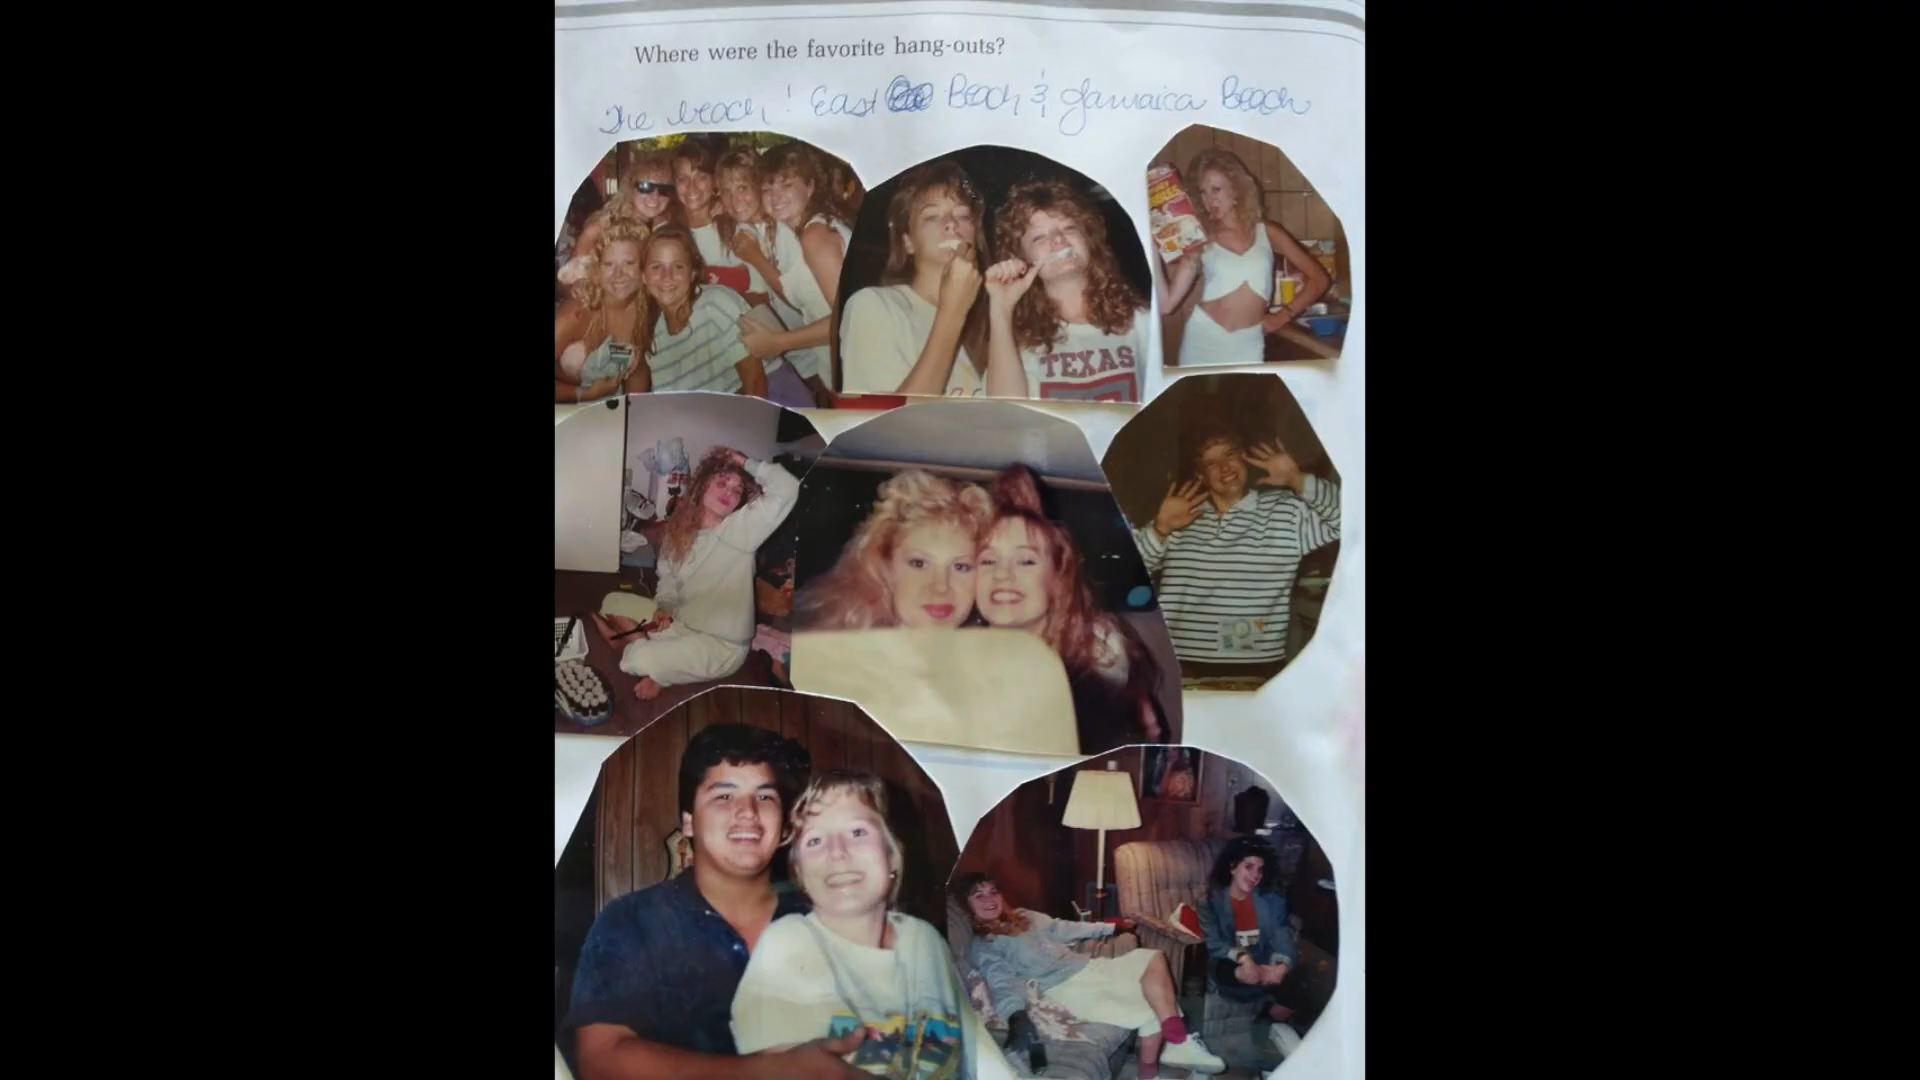 Where were the favorite hang-outs?
The beach! East Beach & Jamaica Beach
TEXAS